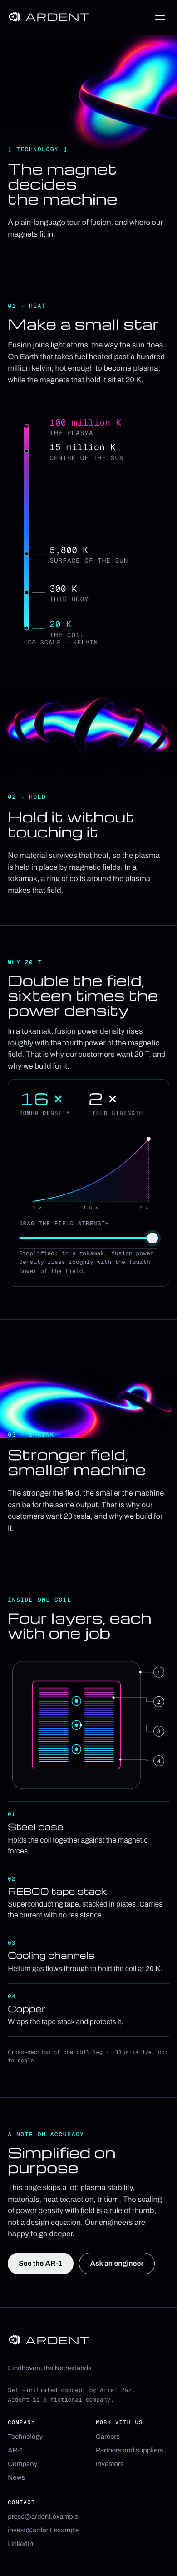 ARDENT
[ TECHNOLOGY ]
The magnet
decides
the machine
A plain-language tour of fusion, and where our
magnets fit in.
01 · HEAT
Make a small star
Fusion joins light atoms, the way the sun does.
On Earth that takes fuel heated past a hundred
million kelvin, hot enough to become plasma,
while the magnets that hold it sit at 20 K.
100 million K
THE PLASMA
15 million K
CENTRE OF THE SUN
5,800 K
SURFACE OF THE SUN
300 K
THIS ROOM
20 K
THE COIL
LOG SCALE · KELVIN
02 · HOLD
Hold it without
touching it
No material survives that heat, so the plasma
is held in place by magnetic fields. In a
tokamak, a ring of coils around the plasma
makes that field.
WHY 20 T
Double the field,
sixteen times the
power density
In a tokamak, fusion power density rises
roughly with the fourth power of the magnetic
field. That is why our customers want 20 T, and
why we build for it.
16 × 2 ×
POWER DENSITY FIELD STRENGTH
1 × 1.5 × 2 ×
DRAG THE FIELD STRENGTH
Simplified: in a tokamak, fusion power
density rises roughly with the fourth
power of the field.
03 · SHRINK
Stronger field,
smaller machine
The stronger the field, the smaller the machine
can be for the same output. That is why our
customers want 20 tesla, and why we build for
it.
INSIDE ONE COIL
Four layers, each
with one job
1
2
3
4
01
Steel case
Holds the coil together against the magnetic
forces.
02
REBCO tape stack
Superconducting tape, stacked in plates. Carries
the current with no resistance.
03
Cooling channels
Helium gas flows through to hold the coil at 20 K.
04
Copper
Wraps the tape stack and protects it.
Cross-section of one coil leg · illustrative, not
to scale
A NOTE ON ACCURACY
Simplified on
purpose
This page skips a lot: plasma stability,
materials, heat extraction, tritium. The scaling
of power density with field is a rule of thumb,
not a design equation. Our engineers are
happy to go deeper.
See the AR-1 Ask an engineer
ARDENT
Eindhoven, the Netherlands
Self-initiated concept by Ariel Paz.
Ardent is a fictional company.
COMPANY WORK WITH US
Technology Careers
AR-1 Partners and suppliers
Company Investors
News
CONTACT
press@ardent.example
invest@ardent.example
LinkedIn